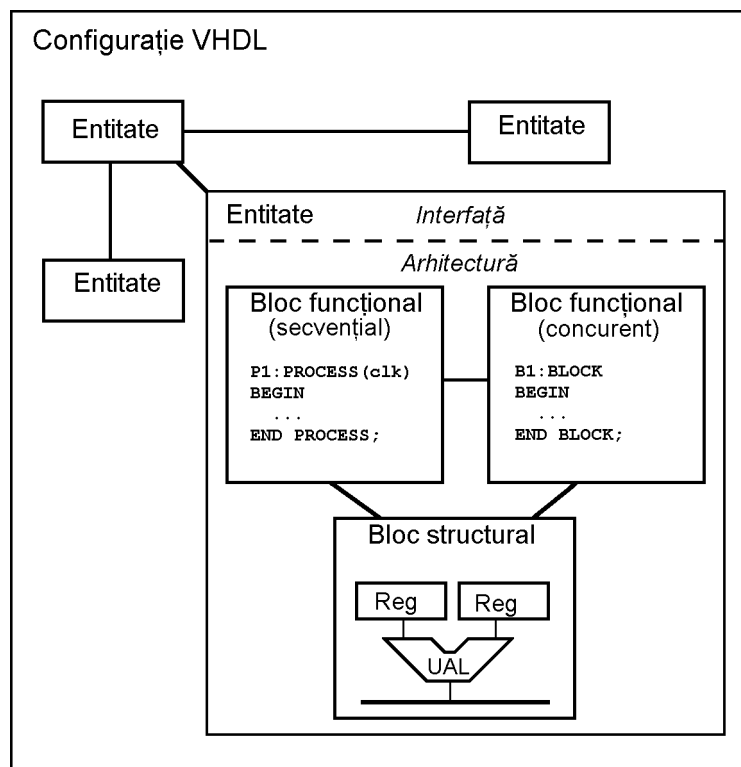 Configurație VHDL
Entitate
Entitate
Entitate
Entitate Interfață
Arhitectură
Bloc funcțional
(secvențial)
P1:PROCESS(clk)
BEGIN
...
END PROCESS;
Bloc funcțional
(concurent)
B1:BLOCK
BEGIN
...
END BLOCK;
Bloc structural
Reg Reg
UAL